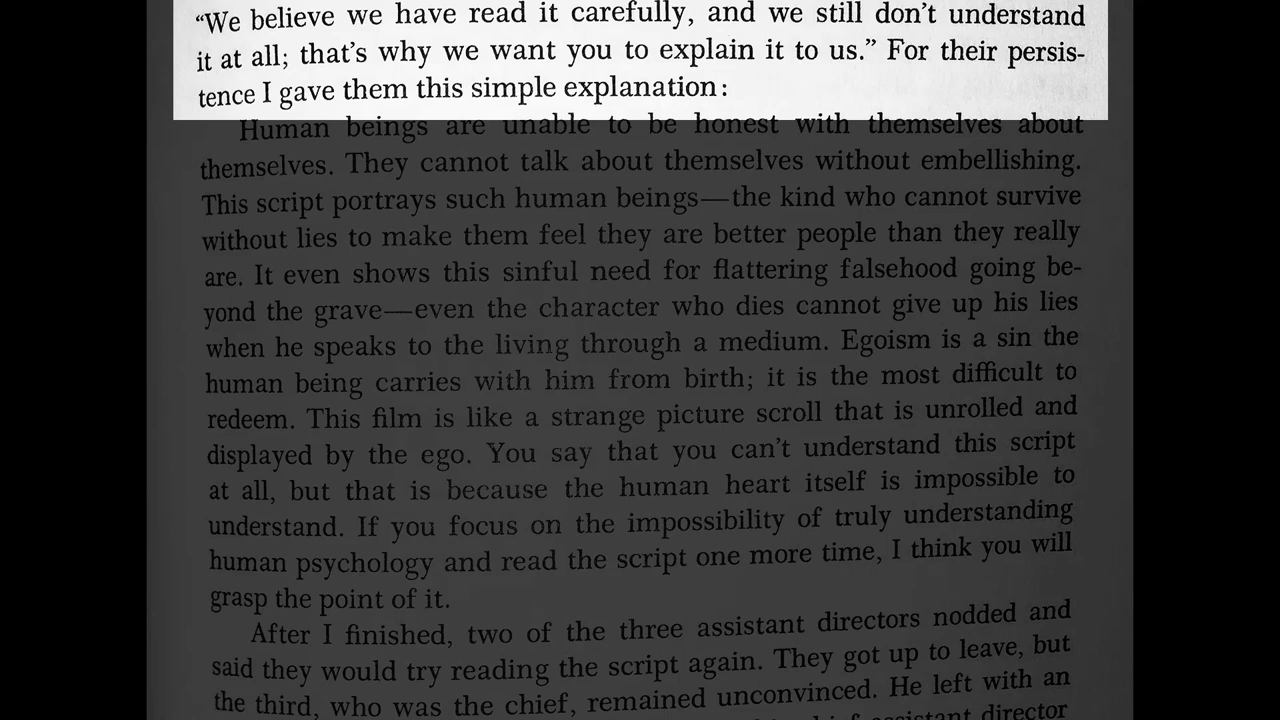 “We believe we have read it carefully, and we still don’t understand
it at all; that’s why we want you to explain it to us.” For their persis-
tence I gave them this simple explanation:
Human beings are unable to be honest with themselves about
themselves. They cannot talk about themselves without embellishing.
This script portrays such human beings—the kind who cannot survive
without lies to make them feel they are better people than they really
are. It even shows this sinful need for flattering falsehood going be-
yond the grave—even the character who dies cannot give up his lies
when he speaks to the living through a medium. Egoism is a sin the
human being carries with him from birth; it is the most difficult to
redeem. This film is like a strange picture scroll that is unrolled and
displayed by the ego. You say that you can’t understand this script
at all, but that is because the human heart itself is impossible to
understand. If you focus on the impossibility of truly understanding
human psychology and read the script one more time, I think you will
grasp the point of it.
After I finished, two of the three assistant directors nodded and
said they would try reading the script again. They got up to leave, but
the third, who was the chief, remained unconvinced. He left with an
assistant director